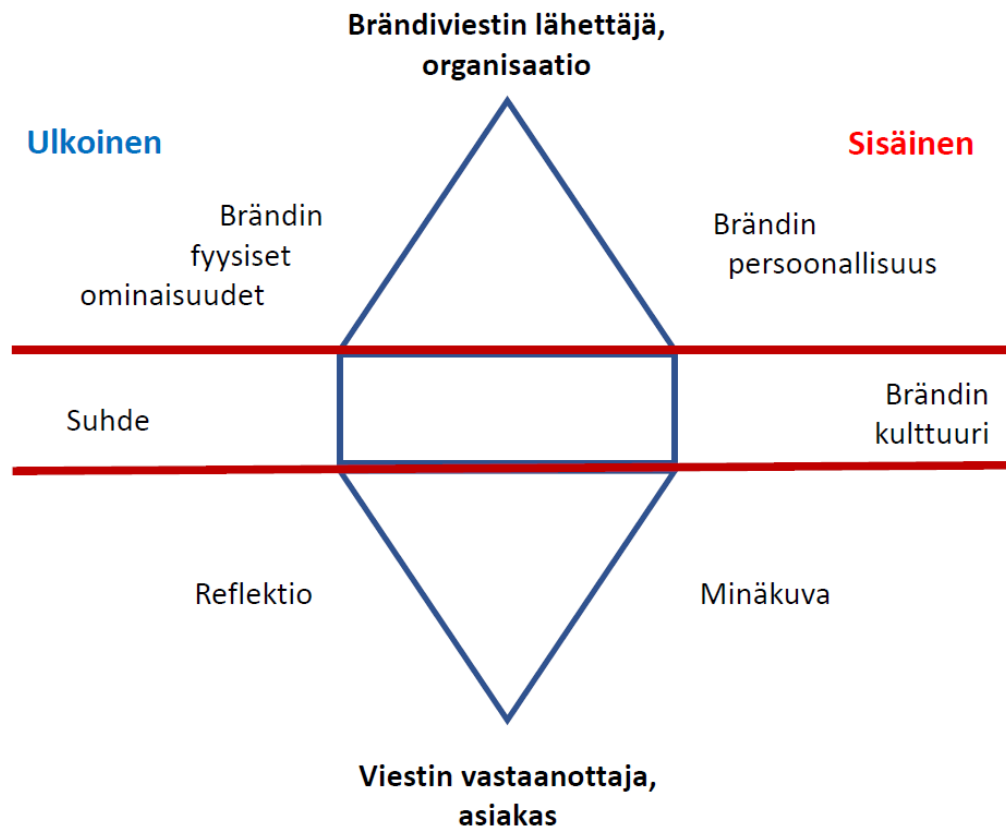 Brändiviestin lähettäjä,
organisaatio
Ulkoinen
Sisäinen
Brändin
fyysiset
ominaisuudet
Brändin
persoonallisuus
Suhde
Brändin
kulttuuri
Reflektio
Minäkuva
Viestin vastaanottaja,
asiakas